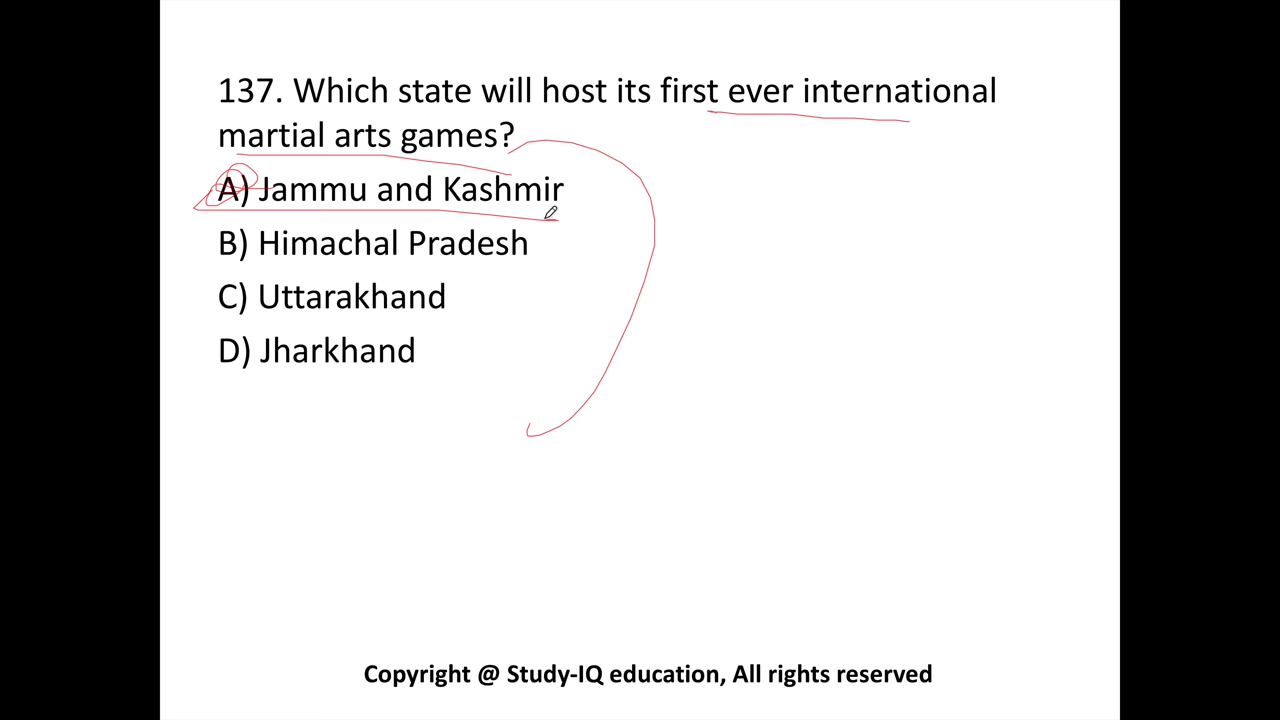 137. Which state will host its first ever international
martial arts games?
A) Jammu and Kashmir
B) Himachal Pradesh
C) Uttarakhand
D) Jharkhand
Copyright @ Study-IQ education, All rights reserved